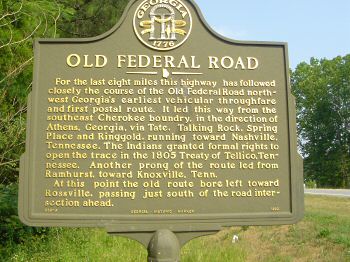 GEORGIA
1776
OLD FEDERAL ROAD
For the last eight miles this highway has followed
closely the course of the Old Federal Road north-
west Georgia's earliest vehicular throughfare
and first postal route. It led this way from the
southeast Cherokee boundry, in the direction of
Athens, Georgia, via Tate, Talking Rock, Spring
Place and Ringgold, running toward Nashville,
Tennessee. The Indians granted formal rights to
open the trace in the 1805 Treaty of Tellico, Ten-
nessee. Another prong of the route led from
Ramhurst, toward Knoxville, Tenn.
At this point the old route bore left toward
Rossville, passing just south of the road inter-
section ahead.
GEORGIA HISTORIC MARKER